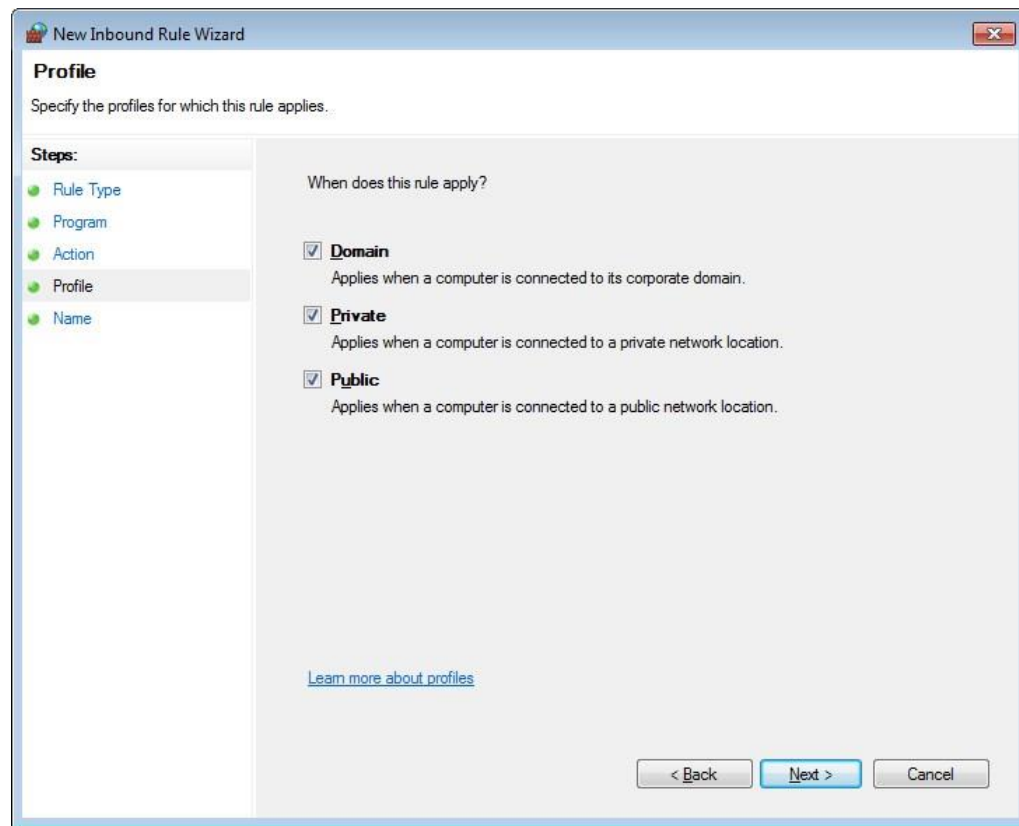 New Inbound Rule Wizard
Profile
Specify the profiles for which this rule applies.
Steps:
Rule Type
Program
Action
Profile
Name
When does this rule apply?
Domain
Applies when a computer is connected to its corporate domain.
Private
Applies when a computer is connected to a private network location.
Public
Applies when a computer is connected to a public network location.
Learn more about profiles
< Back
Next >
Cancel